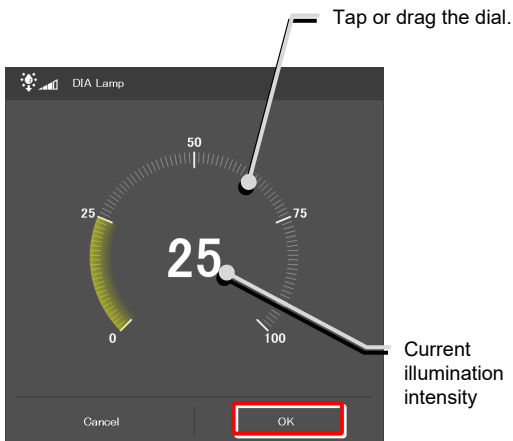 Tap or drag the dial.
DIA Lamp
50
25
75
25
0
100
Current
illumination
intensity
Cancel
OK